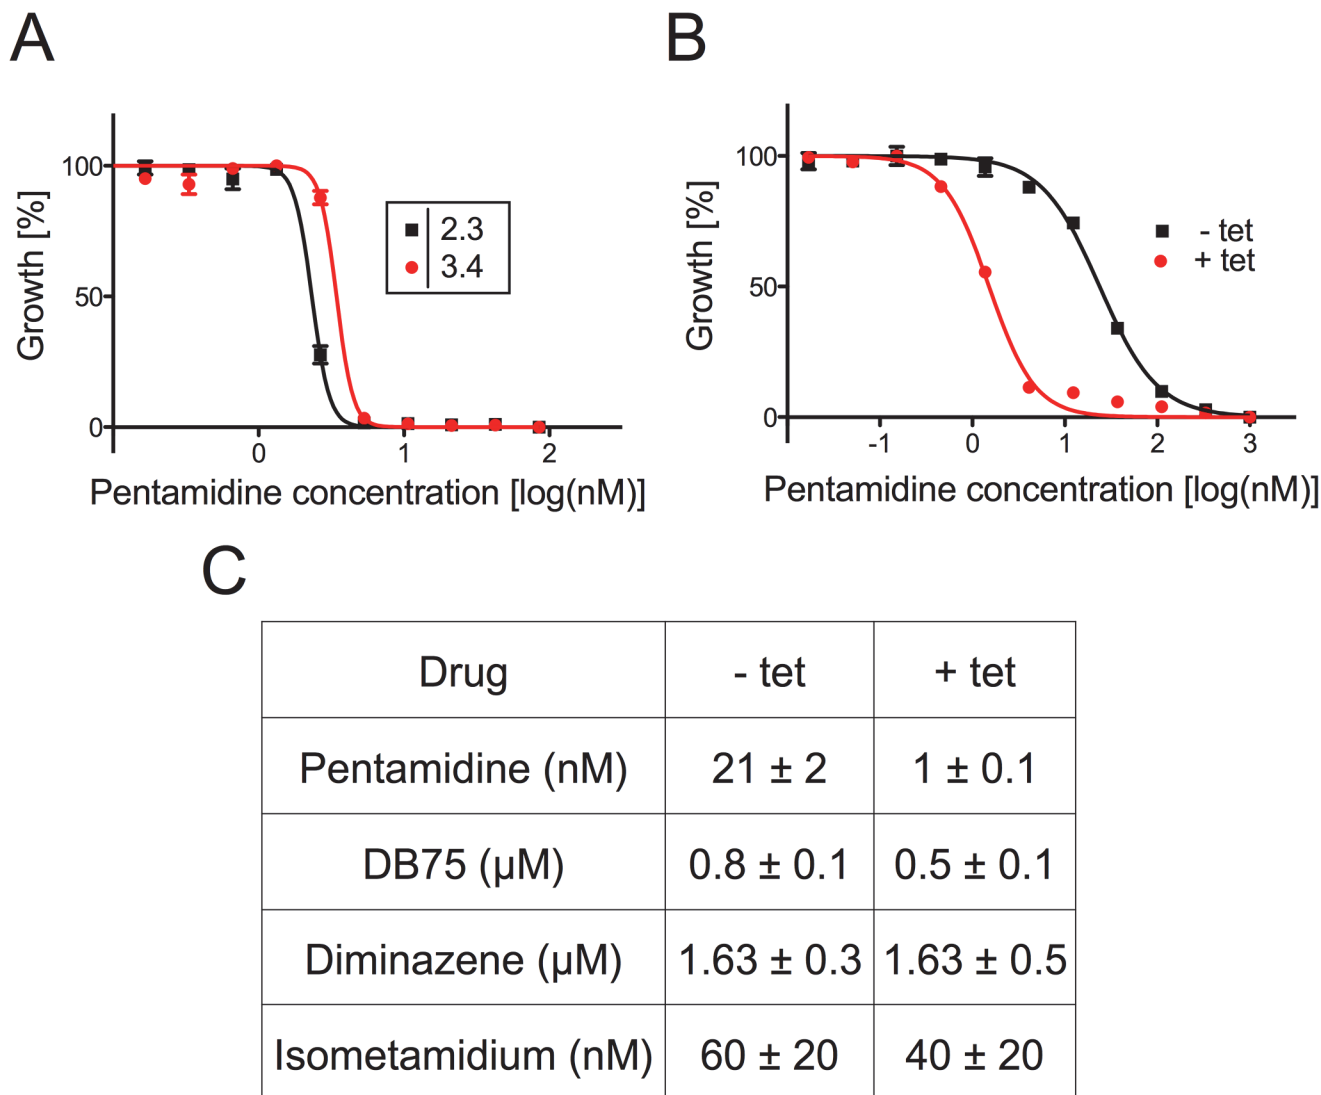 A
100
50
0
0
1
2
Growth [%]
Pentamidine concentration [log(nM)]
2.3
3.4
B
100
50
0
-1
0
1
2
3
Growth [%]
Pentamidine concentration [log(nM)]
- tet
+ tet
C
Drug - tet + tet
Pentamidine (nM) 21 ± 2 1 ± 0.1
DB75 (µM) 0.8 ± 0.1 0.5 ± 0.1
Diminazene (µM) 1.63 ± 0.3 1.63 ± 0.5
Isometamidium (nM) 60 ± 20 40 ± 20